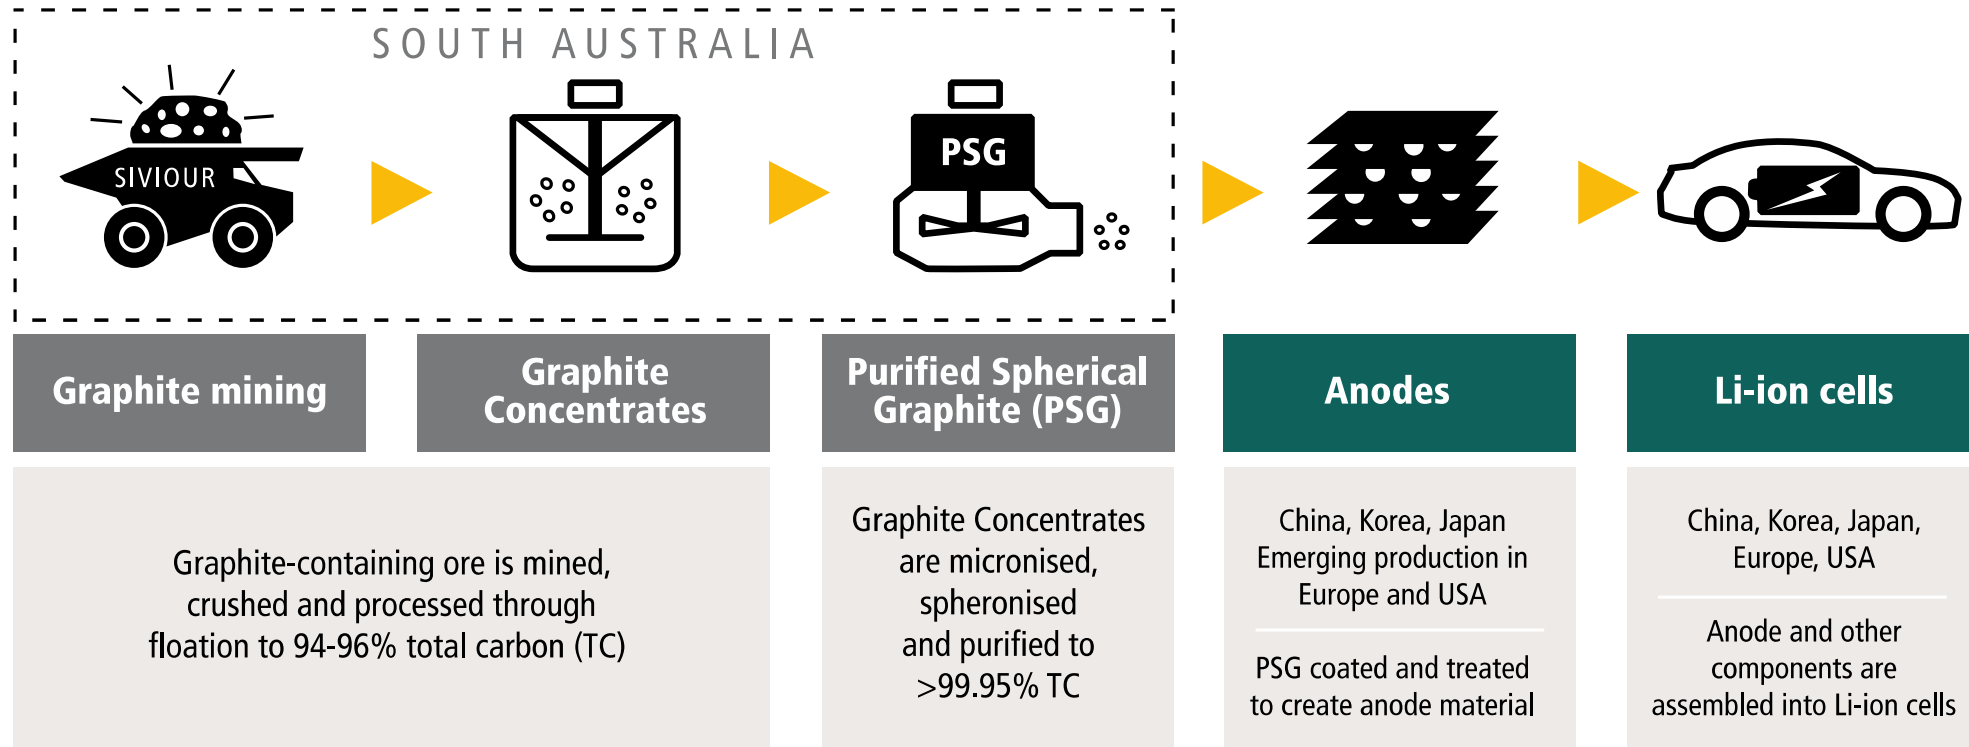 SOUTH AUSTRALIA
SIVIOUR
PSG
Graphite mining
Graphite
Concentrates
Purified Spherical
Graphite (PSG)
Anodes
Li-ion cells
Graphite-containing ore is mined,
crushed and processed through
floation to 94-96% total carbon (TC)
Graphite Concentrates
are micronised,
spheronised
and purified to
>99.95% TC
China, Korea, Japan
Emerging production in
Europe and USA
PSG coated and treated
to create anode material
China, Korea, Japan,
Europe, USA
Anode and other
components are
assembled into Li-ion cells